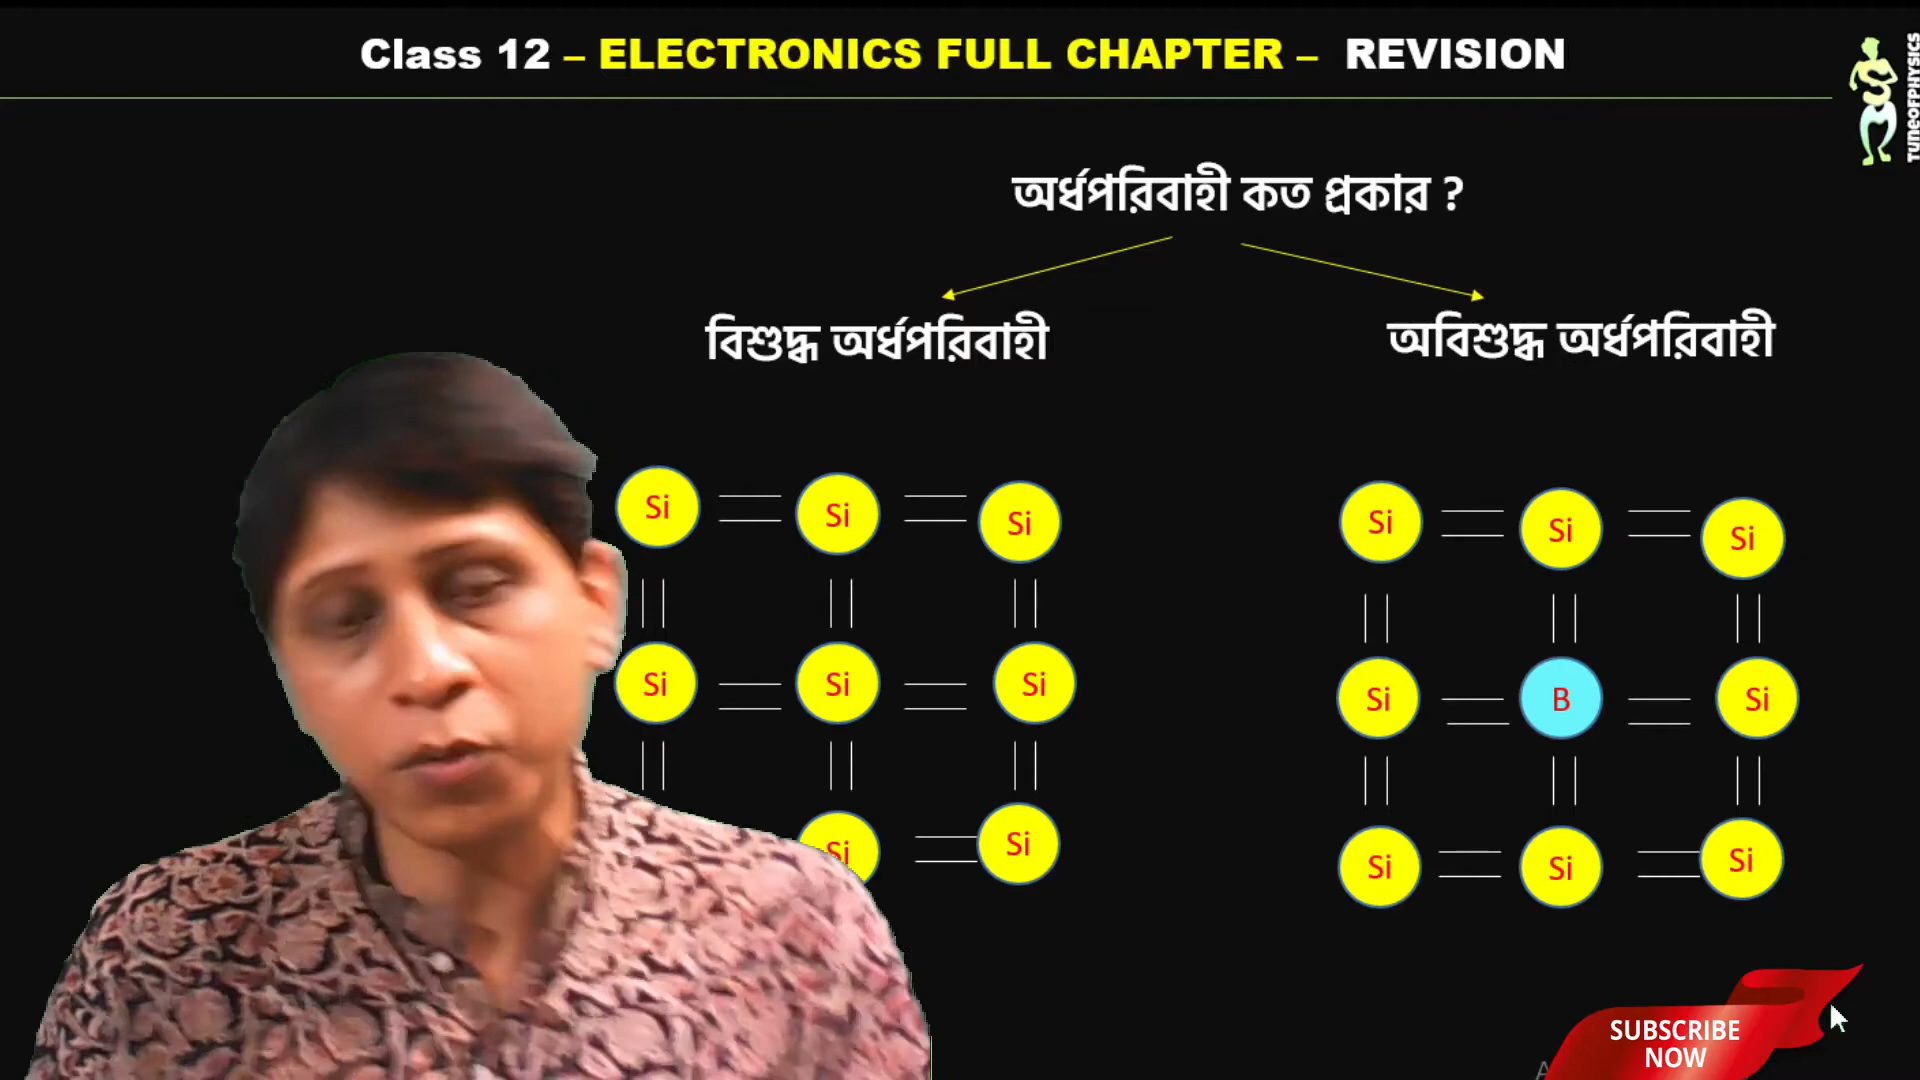 Class 12 – ELECTRONICS FULL CHAPTER – REVISION
TUNEOFPHYSICS
অর্ধপরিবাহী কত প্রকার ?
বিশুদ্ধ অর্ধপরিবাহী
অবিশুদ্ধ অর্ধপরিবাহী
Si Si Si
Si Si Si
Si Si
Si Si Si
Si B Si
Si Si Si
SUBSCRIBE
NOW